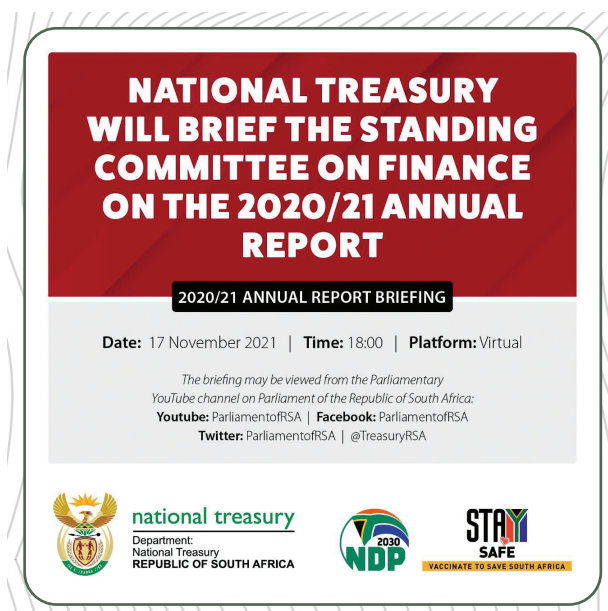 NATIONAL TREASURY
WILL BRIEF THE STANDING
COMMITTEE ON FINANCE
ON THE 2020/21 ANNUAL
REPORT
2020/21 ANNUAL REPORT BRIEFING
Date: 17 November 2021 | Time: 18:00 | Platform: Virtual
The briefing may be viewed from the Parliamentary
YouTube channel on Parliament of the Republic of South Africa:
Youtube: ParliamentofRSA | Facebook: ParliamentofRSA
Twitter: ParliamentofRSA | @TreasuryRSA
national treasury
Department:
National Treasury
REPUBLIC OF SOUTH AFRICA
2030
NDP
STAY
SAFE
VACCINATE TO SAVE SOUTH AFRICA